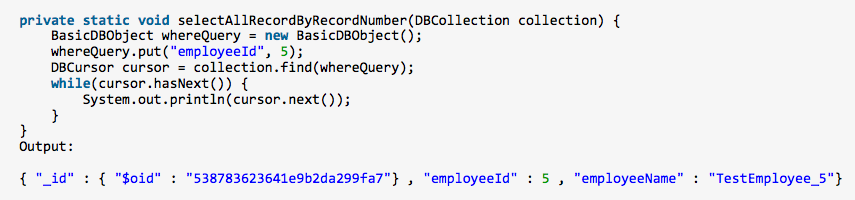 private static void selectAllRecordByRecordNumber(DBCollection collection) {
    BasicDBObject whereQuery = new BasicDBObject();
    whereQuery.put("employeeId", 5);
    DBCursor cursor = collection.find(whereQuery);
    while(cursor.hasNext()) {
        System.out.println(cursor.next());
    }
}
Output:
{ "_id" : { "$oid" : "538783623641e9b2da299fa7"} , "employeeId" : 5 , "employeeName" : "TestEmployee_5"}